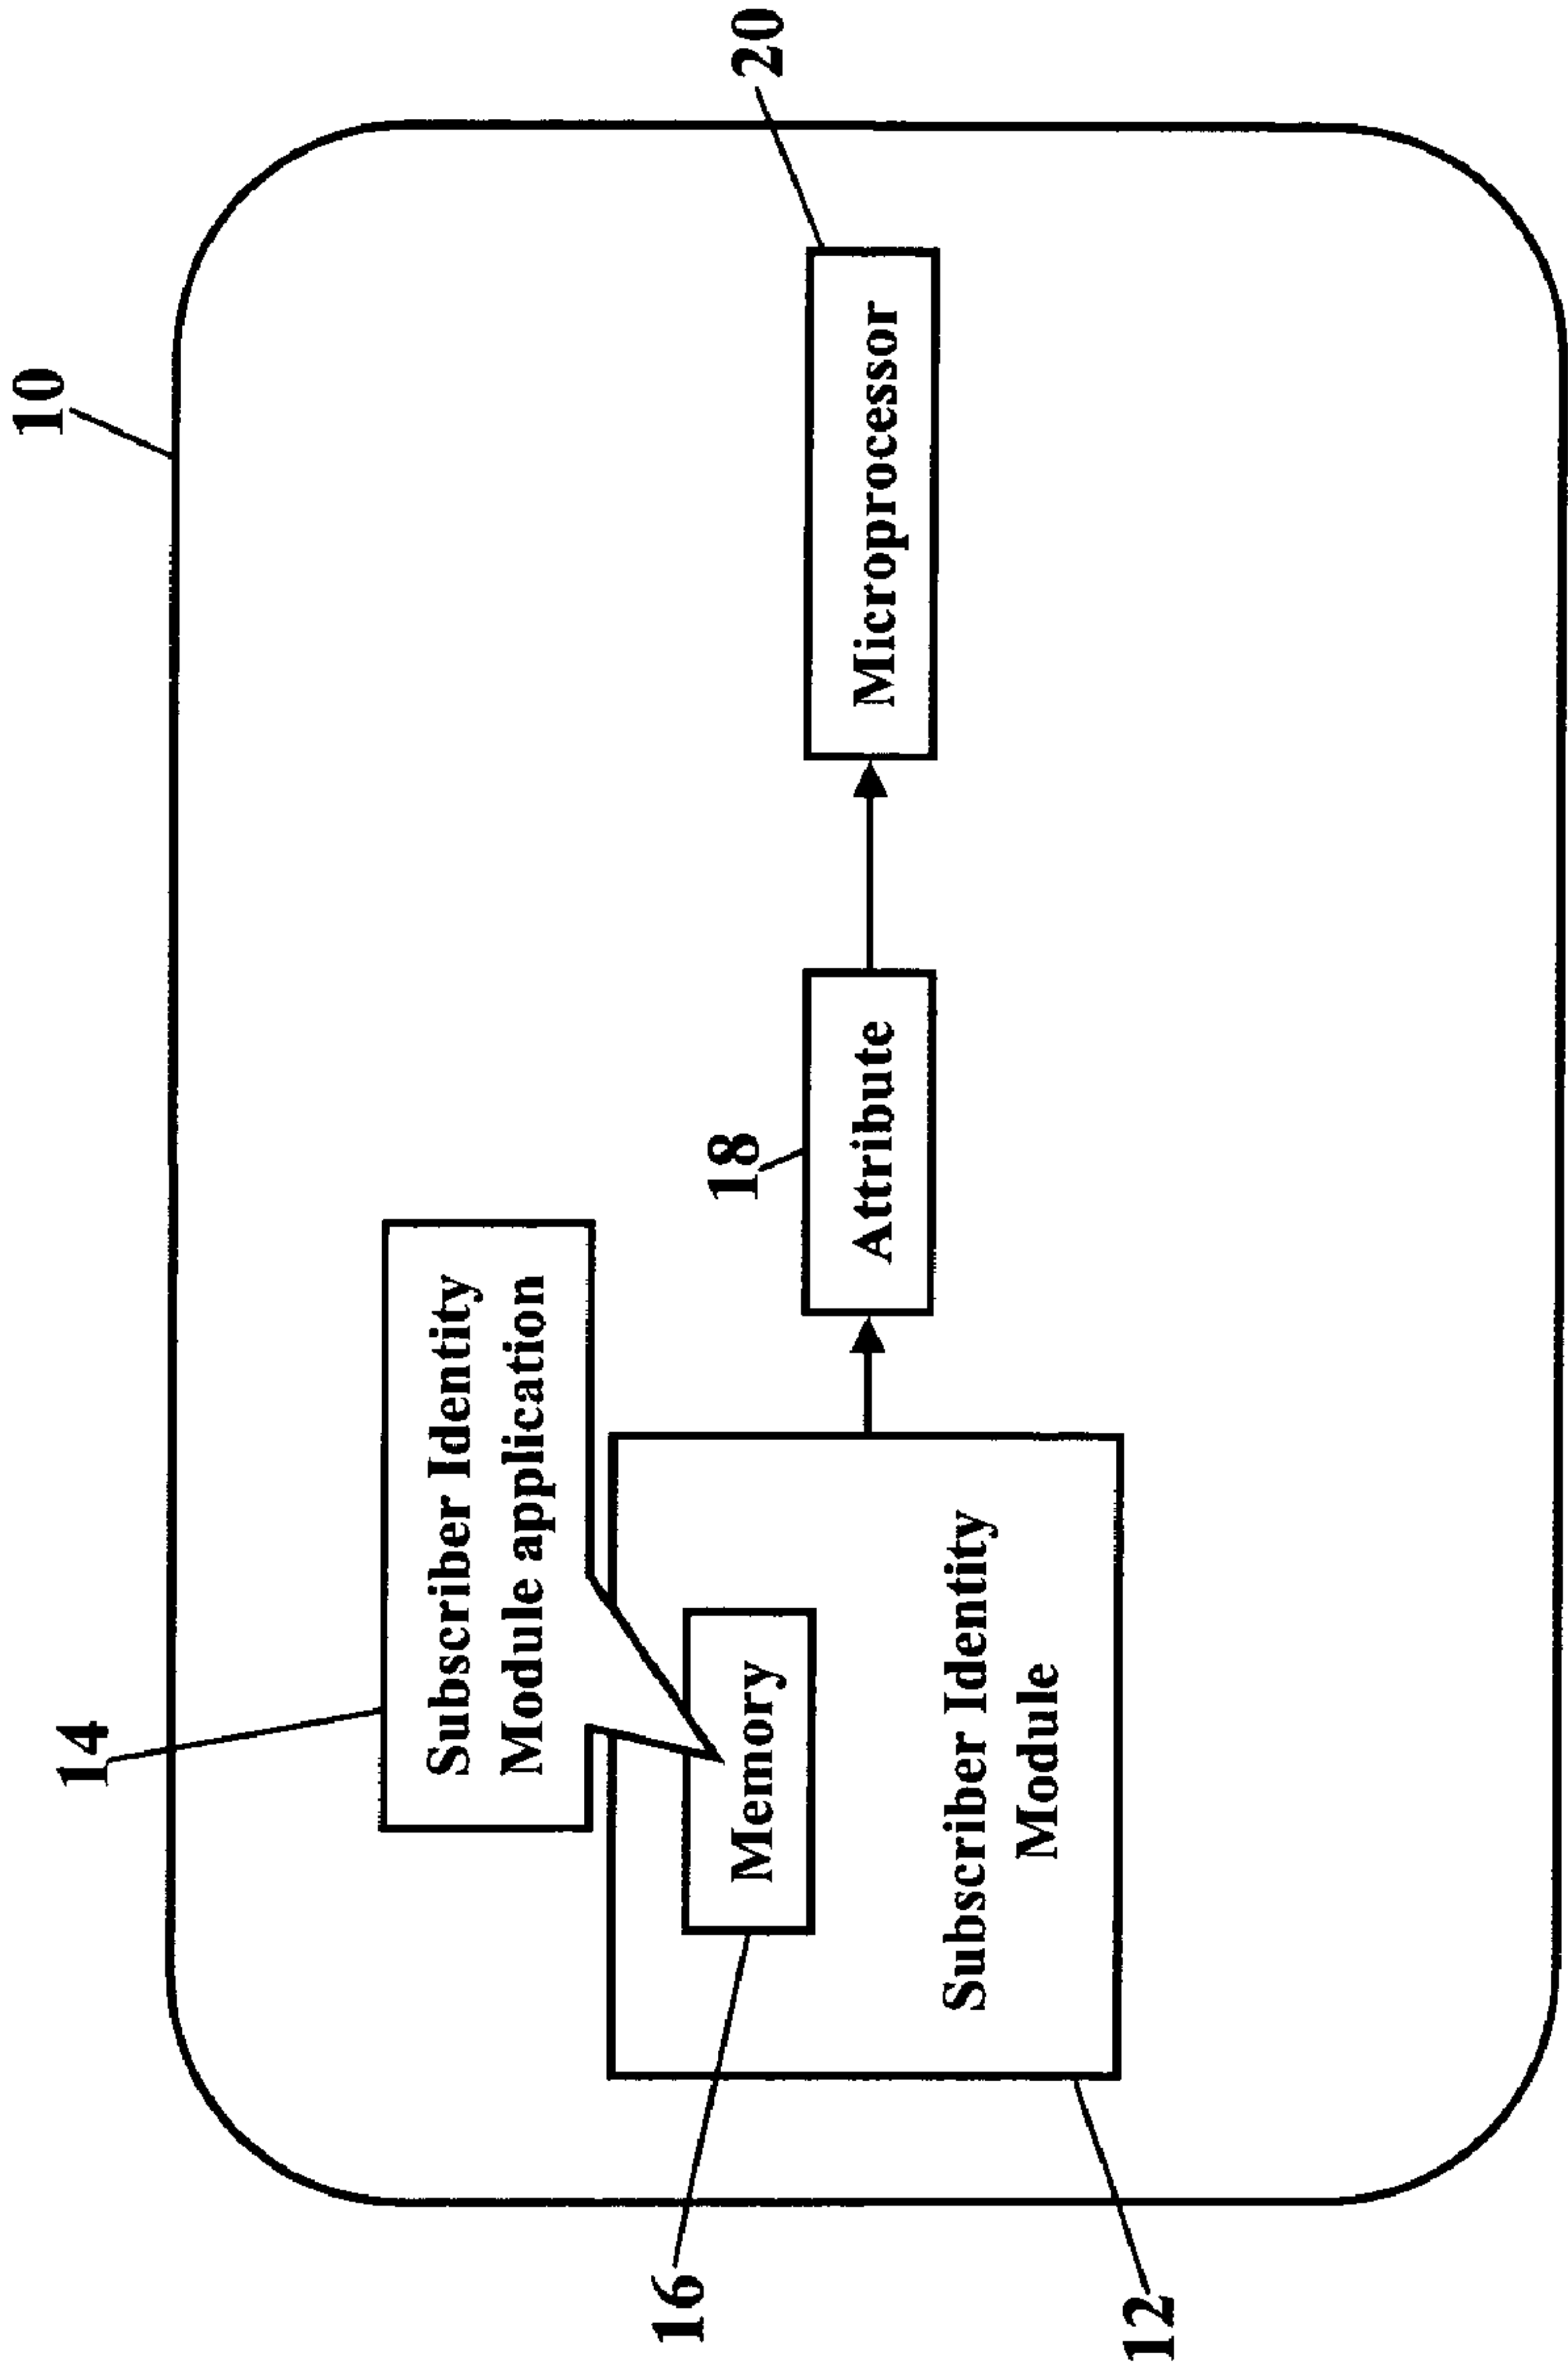 10
20
14
Subscriber Identity
Module application
18
Memory
Attribute
Microprocessor
Subscriber Identity
Module
16
12